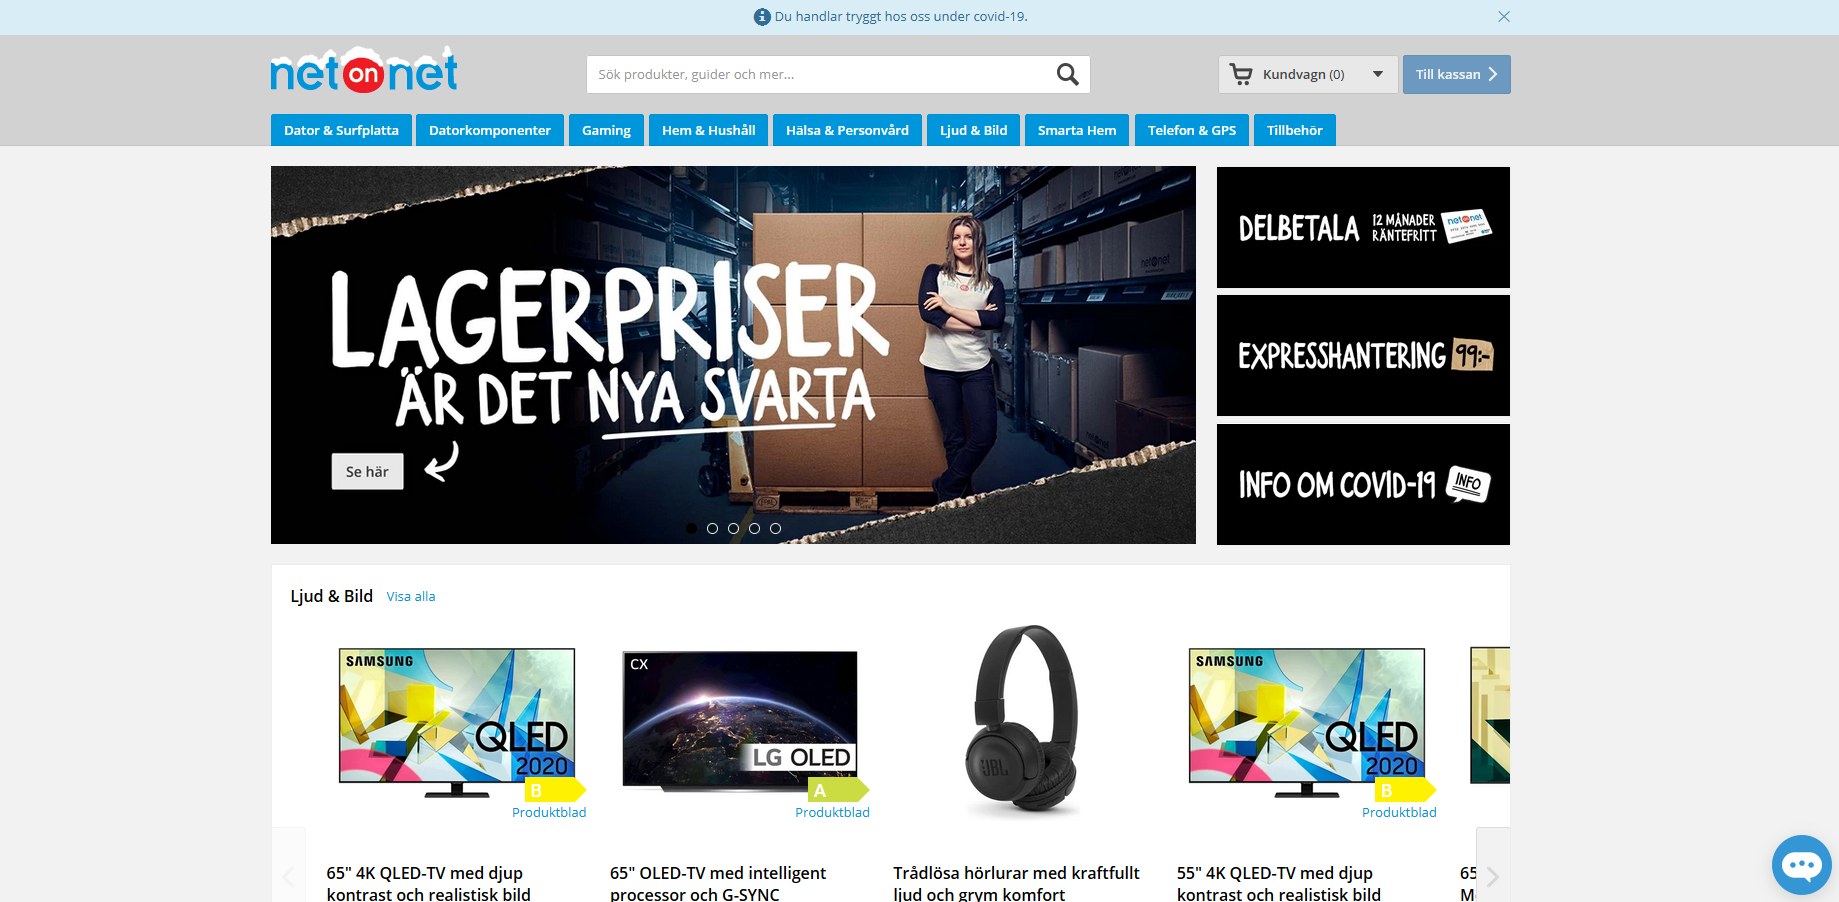 Du handlar tryggt hos oss under covid-19.
netonnet
Sök produkter, guider och mer...
Kundvagn (0)
Till kassan
Dator & Surfplatta
Datorkomponenter
Gaming
Hem & Hushåll
Hälsa & Personvård
Ljud & Bild
Smarta Hem
Telefon & GPS
Tillbehör
LAGERPRISER
ÄR DET NYA SVARTA
Se här
netonnet
netonnet
DELBETALA
12 MÅNADER
RÄNTEFRITT
netonnet
EXPRESSHANTERING 99:-
INFO OM COVID-19
INFO
Ljud & Bild Visa alla
SAMSUNG
QLED
2020
B
Produktblad
CX
LG OLED
A
Produktblad
JBL
SAMSUNG
QLED
2020
B
Produktblad
65" 4K QLED-TV med djup
kontrast och realistisk bild
65" OLED-TV med intelligent
processor och G-SYNC
Trådlösa hörlurar med kraftfullt
ljud och grym komfort
55" 4K QLED-TV med djup
kontrast och realistisk bild
65